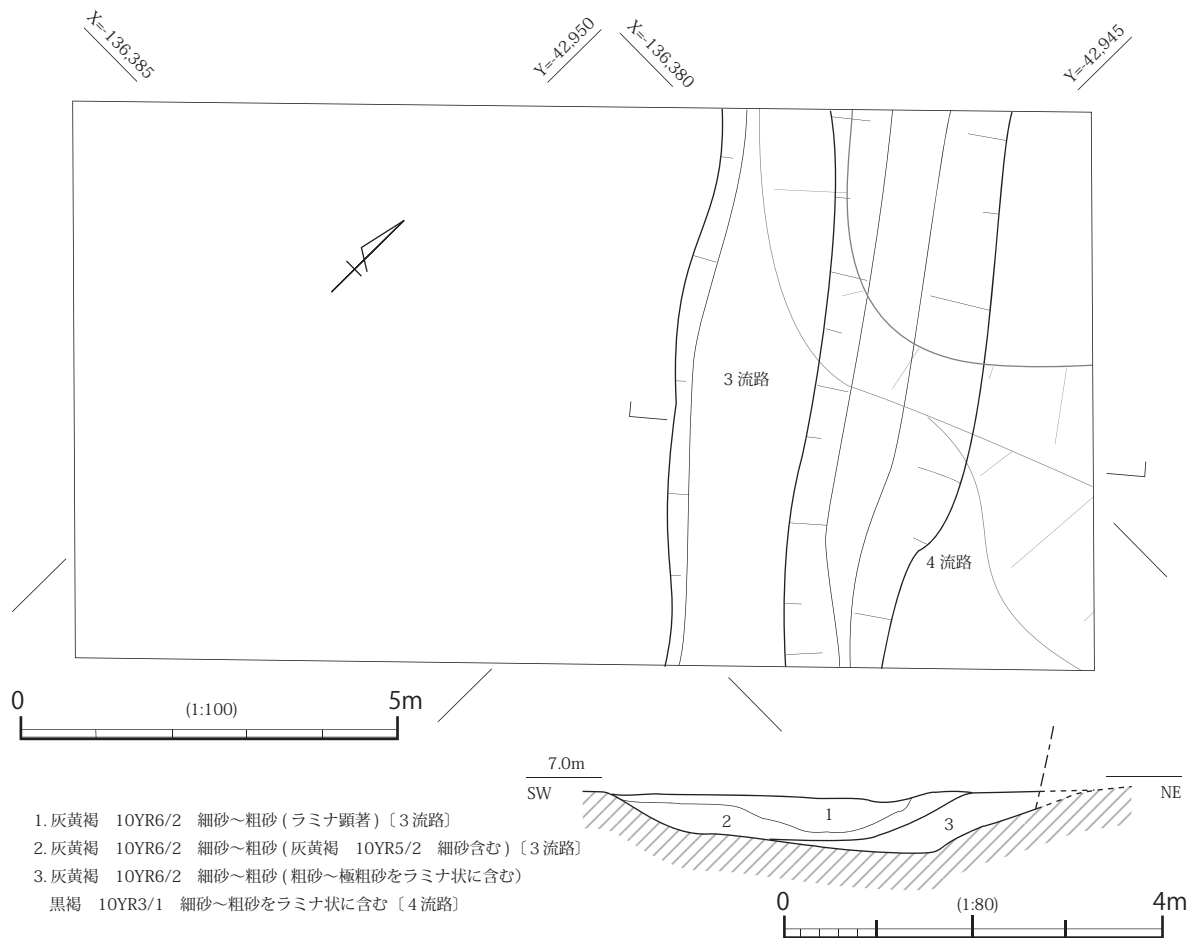 X=-136,385
Y=-42,950
X=-136,380
Y=-42,945
3 流路
4 流路
0 (1:100) 5m
7.0m
SW
NE
1
2
3
1. 灰黄褐 10YR6/2 細砂～粗砂 ( ラミナ顕著 ) 〔３流路〕
2. 灰黄褐 10YR6/2 細砂～粗砂 ( 灰黄褐 10YR5/2 細砂含む ) 〔３流路〕
3. 灰黄褐 10YR6/2 細砂～粗砂 ( 粗砂～極粗砂をラミナ状に含む）
黒褐 10YR3/1 細砂～粗砂をラミナ状に含む〔４流路〕
0 (1:80) 4m